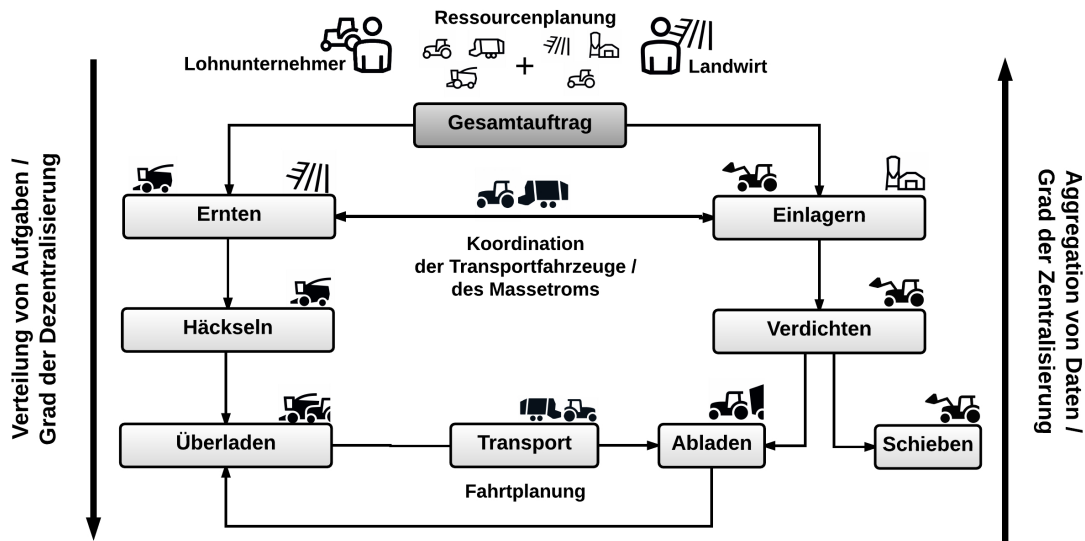 Ressourcenplanung
Lohnunternehmer
Landwirt
Gesamtauftrag
Ernten
Einlagern
Koordination
der Transportfahrzeuge /
des Massetroms
Häckseln
Verdichten
Überladen
Transport
Abladen
Schieben
Fahrtplanung
Verteilung von Aufgaben /
Grad der Dezentralisierung
Aggregation von Daten /
Grad der Zentralisierung